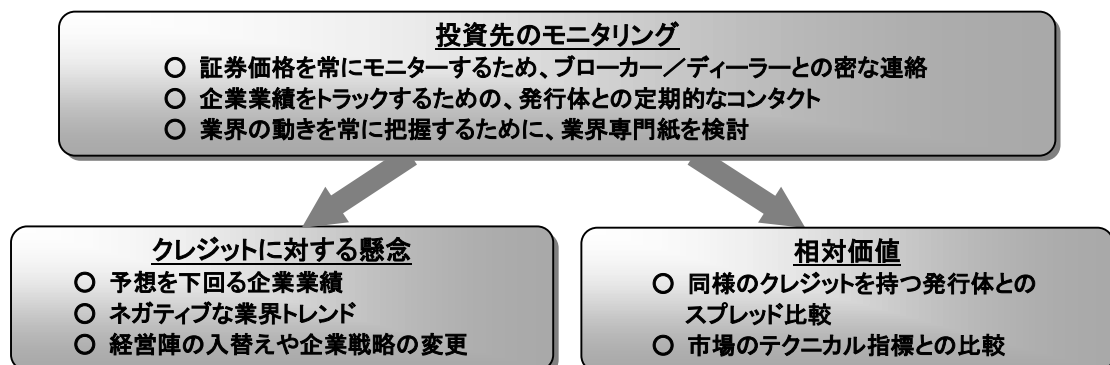 投資先のモニタリング
○ 証券価格を常にモニターするため、ブローカー／ディーラーとの密な連絡
○ 企業業績をトラックするための、発行体との定期的なコンタクト
○ 業界の動きを常に把握するために、業界専門紙を検討
クレジットに対する懸念
○ 予想を下回る企業業績
○ ネガティブな業界トレンド
○ 経営陣の入替えや企業戦略の変更
相対価値
○ 同様のクレジットを持つ発行体との
スプレッド比較
○ 市場のテクニカル指標との比較